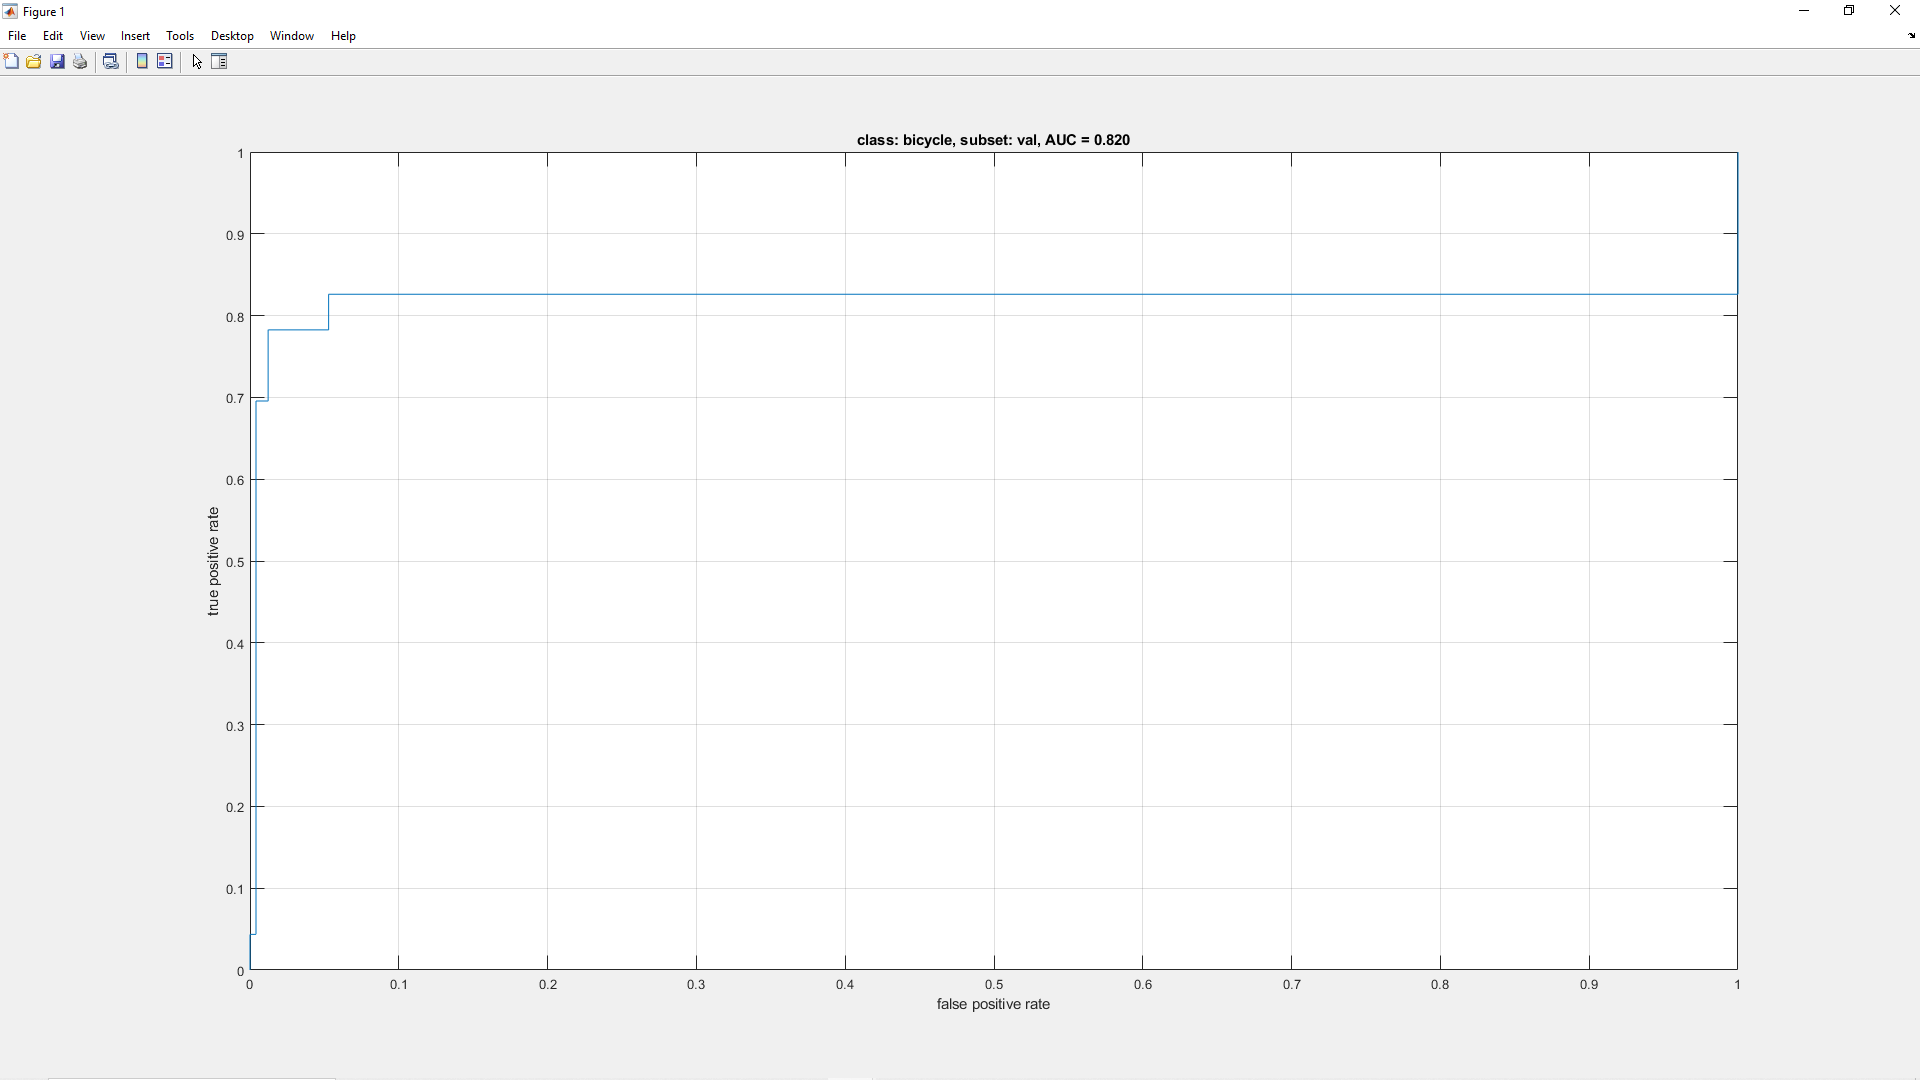 Figure 1
File Edit View Insert Tools Desktop Window Help
class: bicycle, subset: val, AUC = 0.820
1
0.9
0.8
0.7
0.6
0.5
0.4
0.3
0.2
0.1
0
true positive rate
0 0.1 0.2 0.3 0.4 0.5 0.6 0.7 0.8 0.9 1
false positive rate